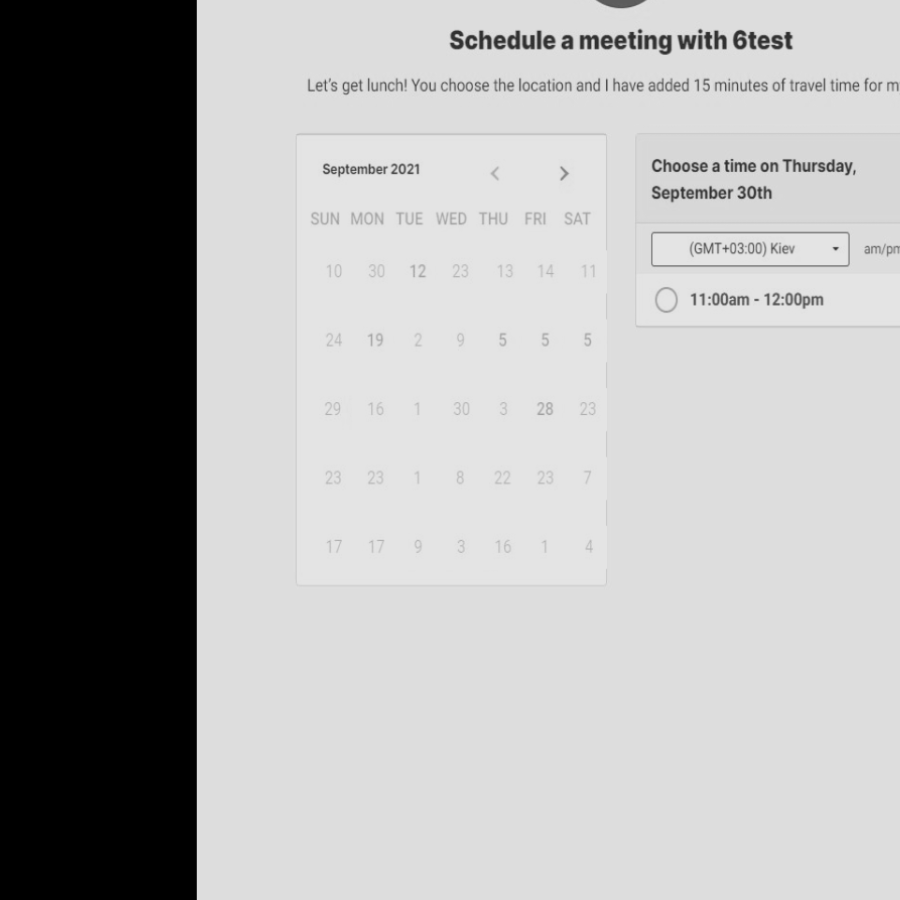 Schedule a meeting with 6test
Let's get lunch! You choose the location and I have added 15 minutes of travel time for
September 2021
SUN MON TUE WED THU FRI SAT
10 30 12 23 13 14 11
24 19 2 9 5 5 5
29 16 1 30 3 28 23
23 23 1 8 22 23 7
17 17 9 3 16 1 4
Choose a time on Thursday,
September 30th
(GMT+03:00) Kiev am/pm
11:00am - 12:00pm